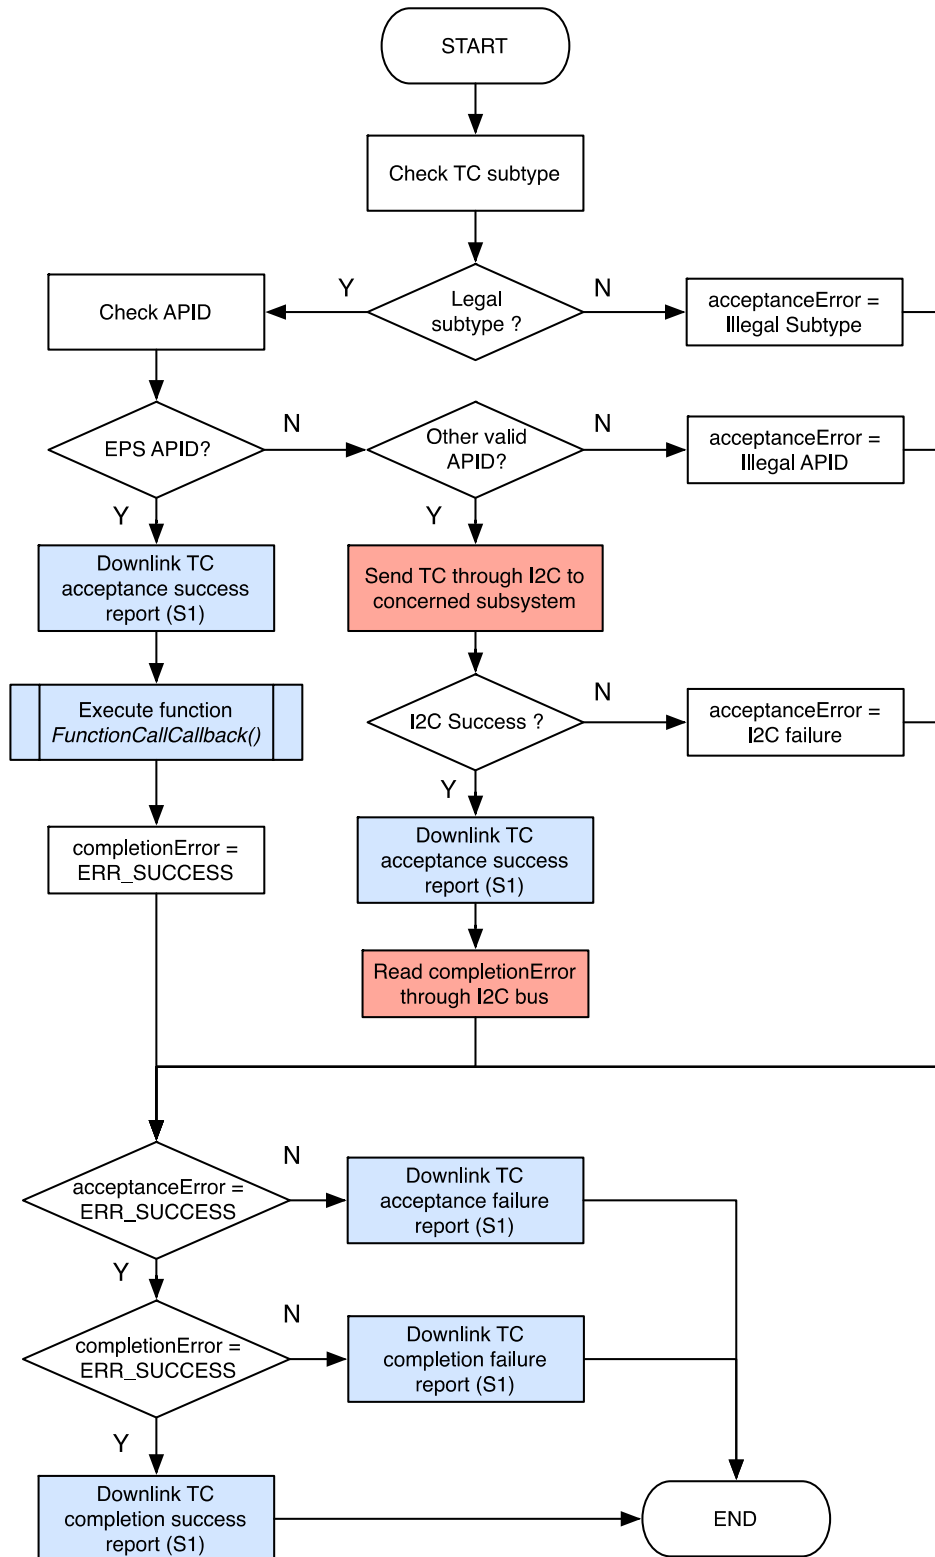 START
Check TC subtype
Legal
subtype ?
Y
N
Check APID
acceptanceError =
Illegal Subtype
EPS APID?
N
Other valid
APID?
N
acceptanceError =
Illegal APID
Y
Y
Downlink TC
acceptance success
report (S1)
Send TC through I2C to
concerned subsystem
Execute function
FunctionCallCallback()
I2C Success ?
N
acceptanceError =
I2C failure
Y
completionError =
ERR_SUCCESS
Downlink TC
acceptance success
report (S1)
Read completionError
through I2C bus
acceptanceError =
ERR_SUCCESS
N
Downlink TC
acceptance failure
report (S1)
Y
completionError =
ERR_SUCCESS
N
Downlink TC
completion failure
report (S1)
Y
Downlink TC
completion success
report (S1)
END